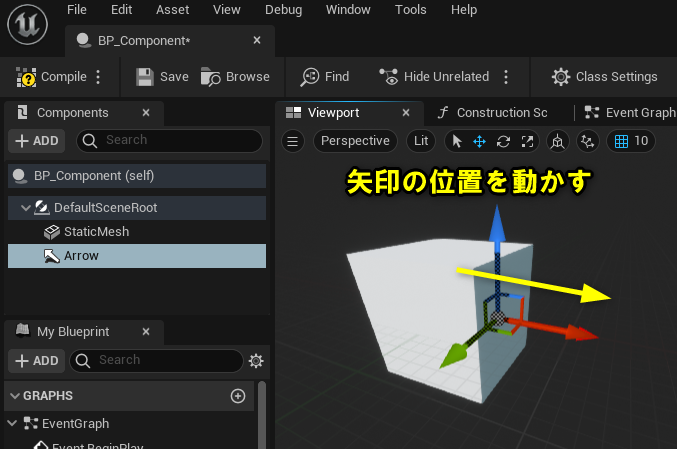 File Edit Asset View Debug Window Tools Help
BP_Component*
Compile Save Browse Find Hide Unrelated Class Settings
Components Viewport Construction Sc Event Graph
ADD Search Perspective Lit 10
BP_Component (self)
矢印の位置を動かす
DefaultSceneRoot
StaticMesh
Arrow
My Blueprint
ADD Search
GRAPHS
EventGraph
Event BeginPlay